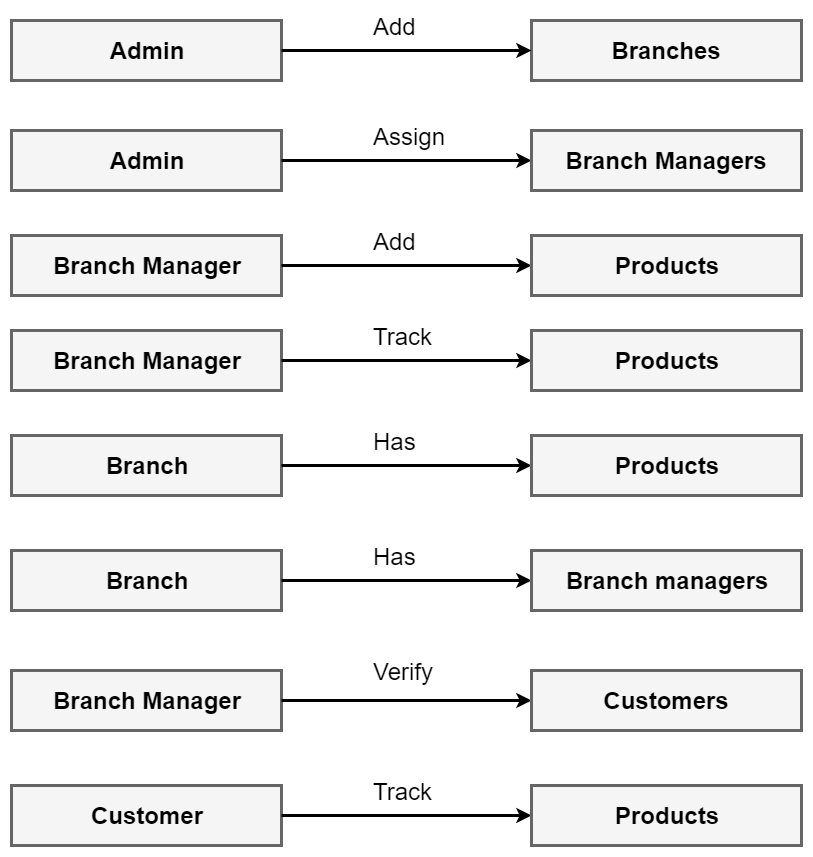 Add
Admin
Branches
Assign
Admin
Branch Managers
Add
Branch Manager
Products
Track
Branch Manager
Products
Has
Branch
Products
Has
Branch
Branch managers
Verify
Branch Manager
Customers
Track
Customer
Products